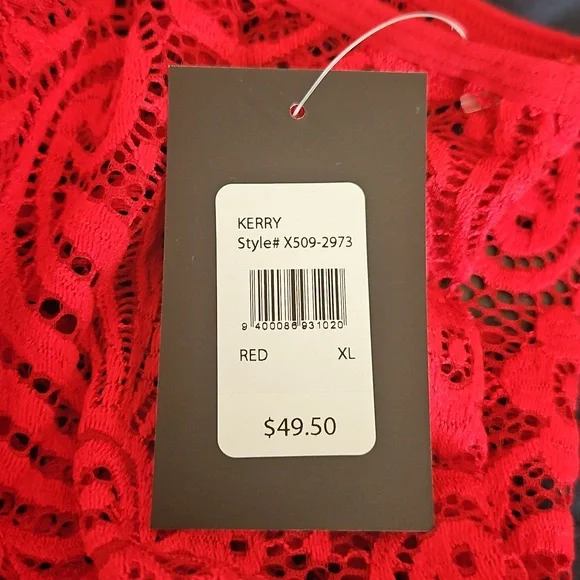 KERRY
Style# X509-2973
9 400086 931020
RED XL
$49.50